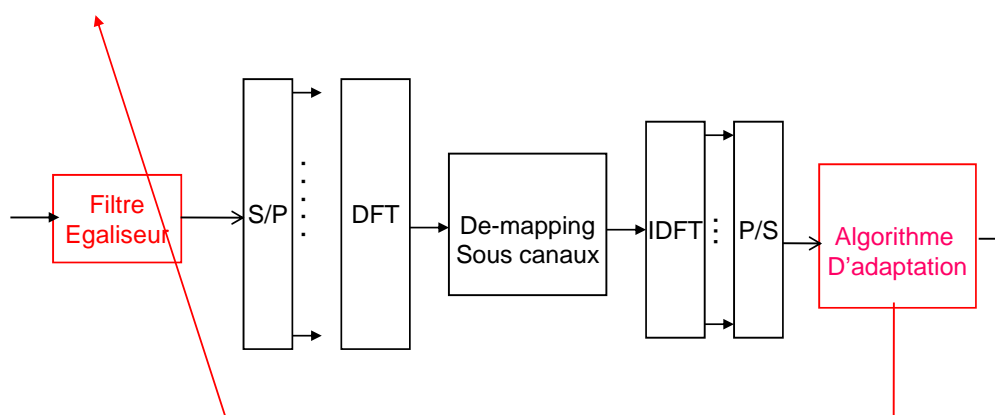 Filtre
Egaliseur
S/P
DFT
De-mapping
Sous canaux
IDFT
P/S
Algorithme
D'adaptation